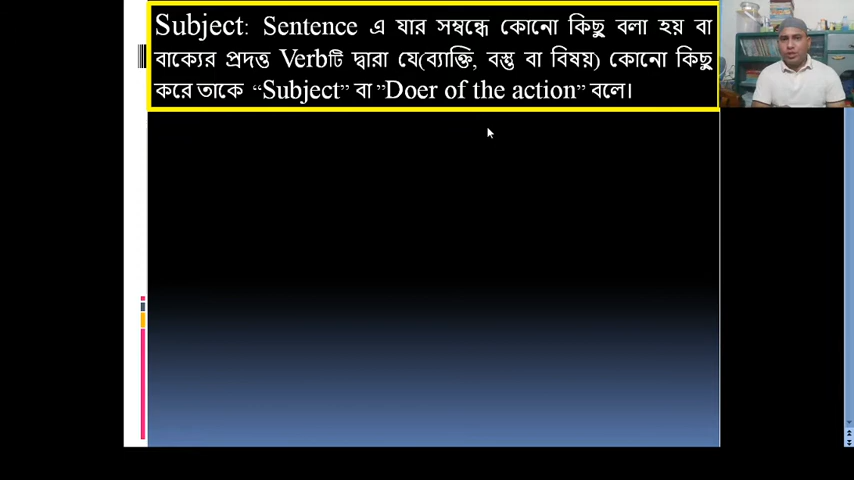 Subject: Sentence এ যার সম্বন্ধে কোনো কিছু বলা হয় বা
বাক্যের প্রদত্ত Verbটি দ্বারা যে(ব্যাক্তি, বস্তু বা বিষয়) কোনো কিছু
করে তাকে “Subject” বা ”Doer of the action” বলে।